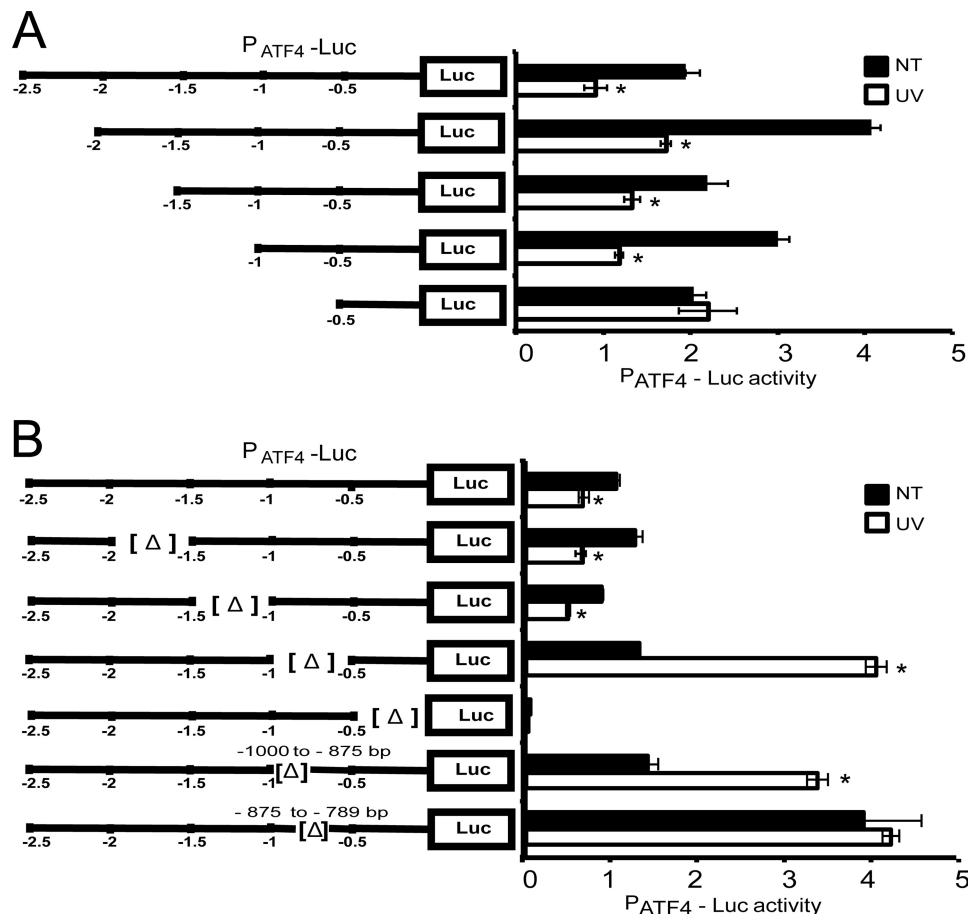 A
P ATF4 -Luc
NT
UV
Luc
-2.5 -2 -1.5 -1 -0.5
*
Luc
-2 -1.5 -1 -0.5
*
Luc
-1.5 -1 -0.5
*
Luc
-1 -0.5
*
Luc
-0.5
0 1 2 3 4 5
PATF4 - Luc activity
B
P ATF4 -Luc
NT
UV
Luc
-2.5 -2 -1.5 -1 -0.5
*
[ Δ ] Luc
-2.5 -2 -1.5 -1 -0.5
*
[ Δ ] Luc
-2.5 -2 -1.5 -1 -0.5
*
[ Δ ] Luc
-2.5 -2 -1.5 -1 -0.5
*
[ Δ ] Luc
-2.5 -2 -1.5 -1 -0.5
-1000 to - 875 bp
[Δ] Luc
-2.5 -2 -1.5 -1 -0.5
*
- 875 to - 789 bp
[Δ] Luc
-2.5 -2 -1.5 -1 -0.5
0 1 2 3 4 5
PATF4 - Luc activity